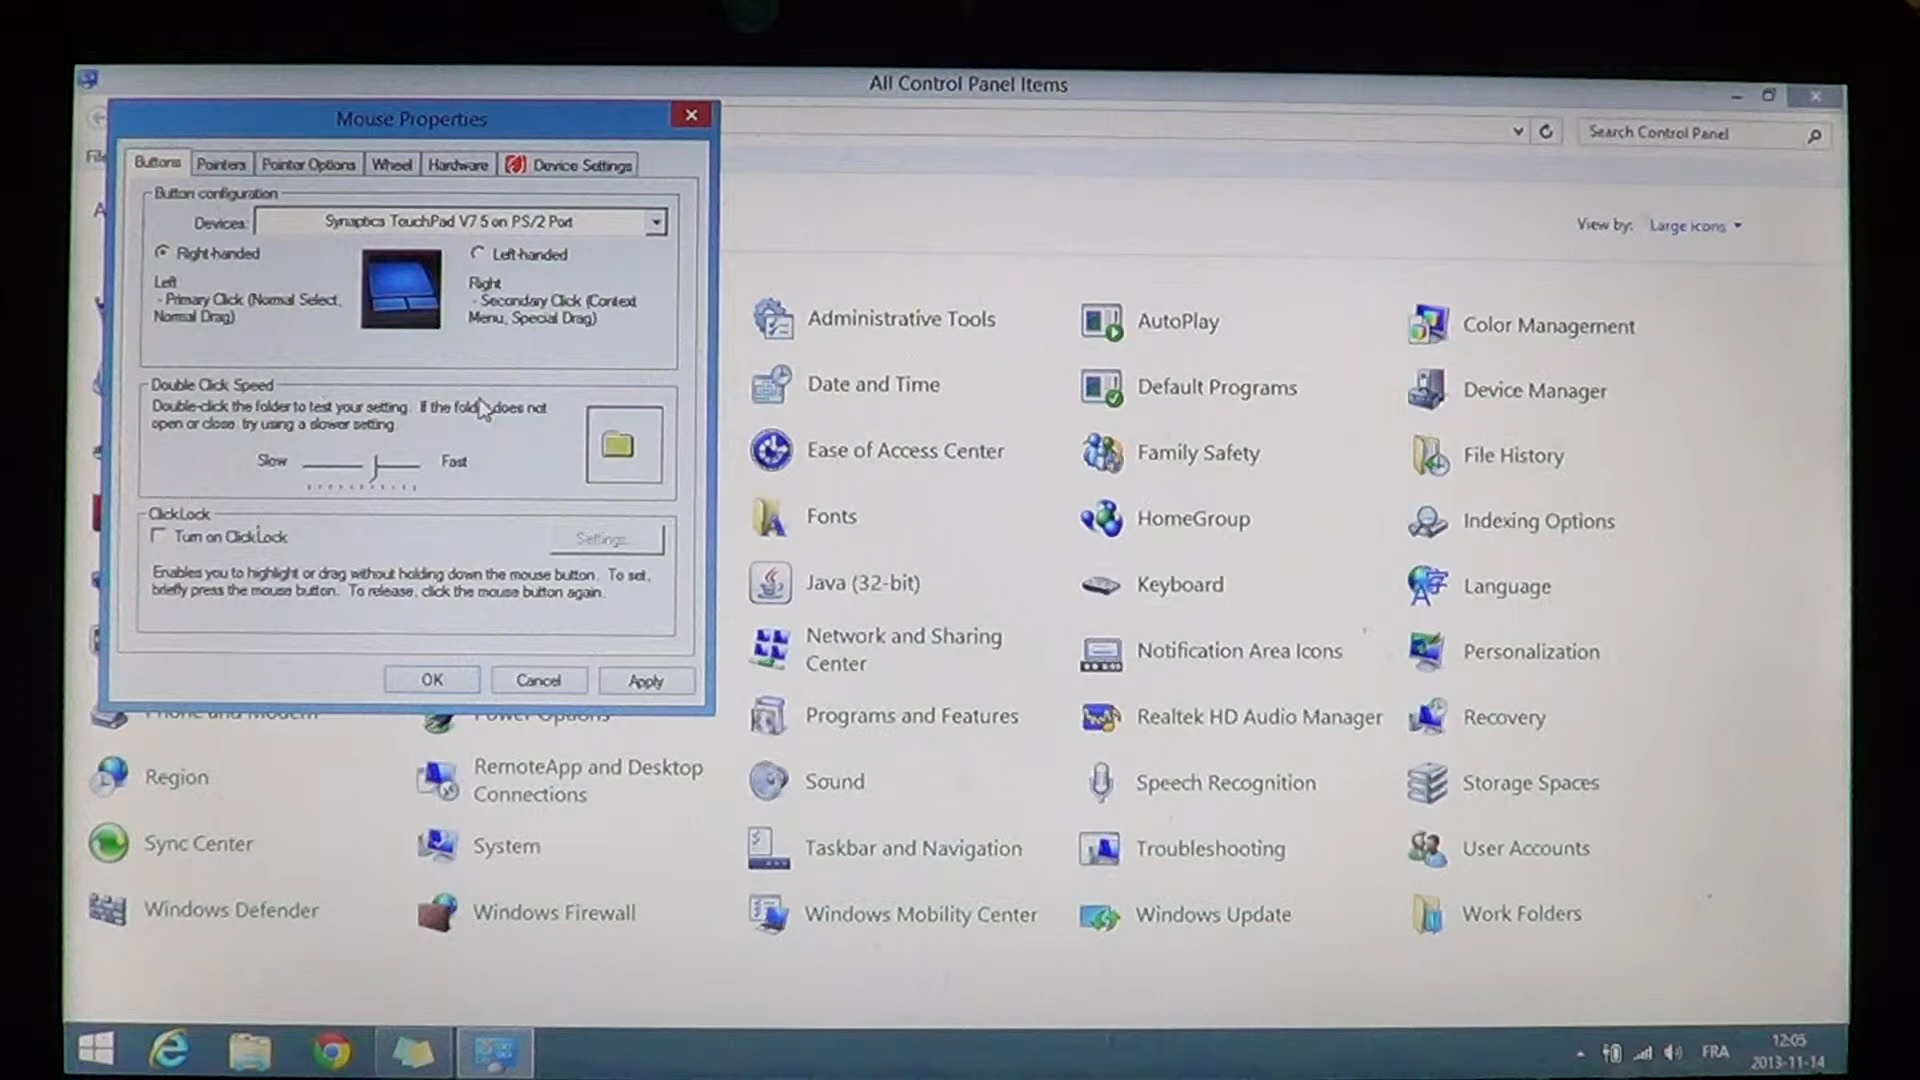 All Control Panel Items
Mouse Properties
Search Control Panel
Buttons
Pointers
Pointer Options
Wheel
Hardware
Device Settings
Button configuration
Devices:
Synaptics TouchPad V7.5 on PS/2 Port
Right-handed
Left-handed
Left
- Primary Click (Normal Select,
Normal Drag)
Right
- Secondary Click (Context
Menu, Special Drag)
Double Click Speed
Double-click the folder to test your setting. If the folder does not
open or close, try using a slower setting.
Slow
Fast
ClickLock
Turn on ClickLock
Settings...
Enables you to highlight or drag without holding down the mouse button. To set,
briefly press the mouse button. To release, click the mouse button again.
OK
Cancel
Apply
View by:
Large icons
Administrative Tools
AutoPlay
Color Management
Date and Time
Default Programs
Device Manager
Ease of Access Center
Family Safety
File History
Fonts
HomeGroup
Indexing Options
Java (32-bit)
Keyboard
Language
Network and Sharing
Center
Notification Area Icons
Personalization
Phone and Modem
Power Options
Programs and Features
Realtek HD Audio Manager
Recovery
Region
RemoteApp and Desktop
Connections
Sound
Speech Recognition
Storage Spaces
Sync Center
System
Taskbar and Navigation
Troubleshooting
User Accounts
Windows Defender
Windows Firewall
Windows Mobility Center
Windows Update
Work Folders
FRA
12:05
2013-11-14